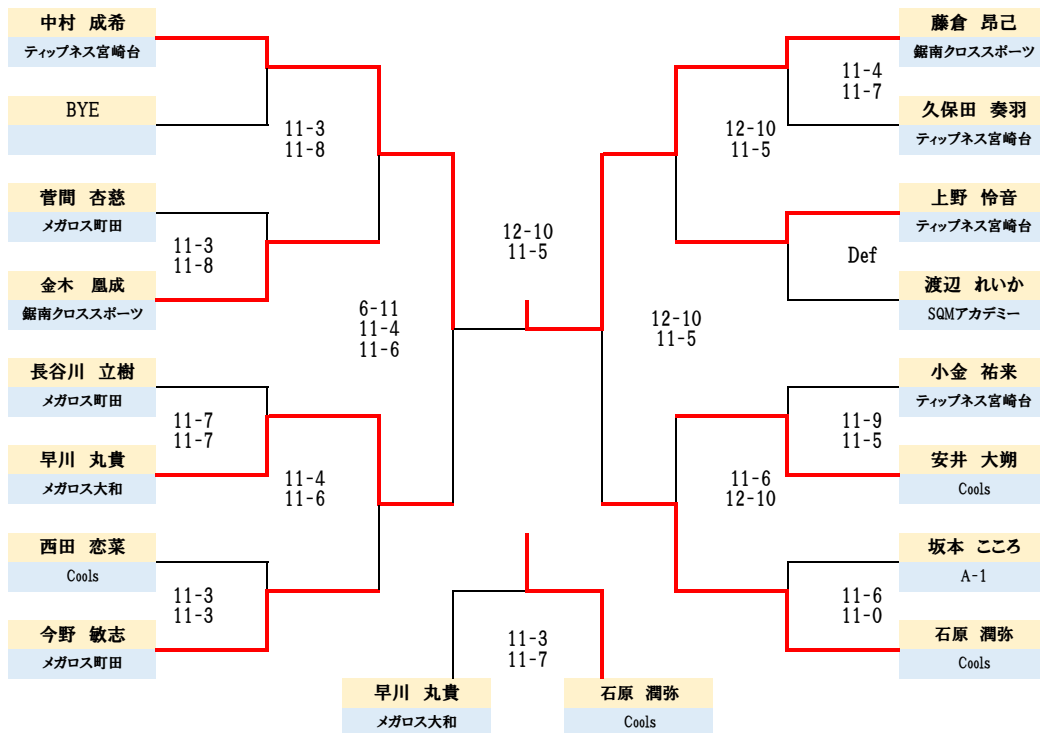 中村 成希
ティップネス宮崎台
BYE
11-3
11-8
菅間 杏慈
メガロス町田
11-3
11-8
金木 凰成
鋸南クロススポーツ
6-11
11-4
11-6
長谷川 立樹
メガロス町田
11-7
11-7
早川 丸貴
メガロス大和
11-4
11-6
西田 恋菜
Cools
11-3
11-3
今野 敏志
メガロス町田
12-10
11-5
藤倉 昂己
鋸南クロススポーツ
11-4
11-7
久保田 奏羽
ティップネス宮崎台
12-10
11-5
上野 怜音
ティップネス宮崎台
Def
渡辺 れいか
SQMアカデミー
12-10
11-5
小金 祐来
ティップネス宮崎台
11-9
11-5
安井 大朔
Cools
11-6
12-10
坂本 こころ
A-1
11-6
11-0
石原 潤弥
Cools
11-3
11-7
早川 丸貴
メガロス大和
石原 潤弥
Cools